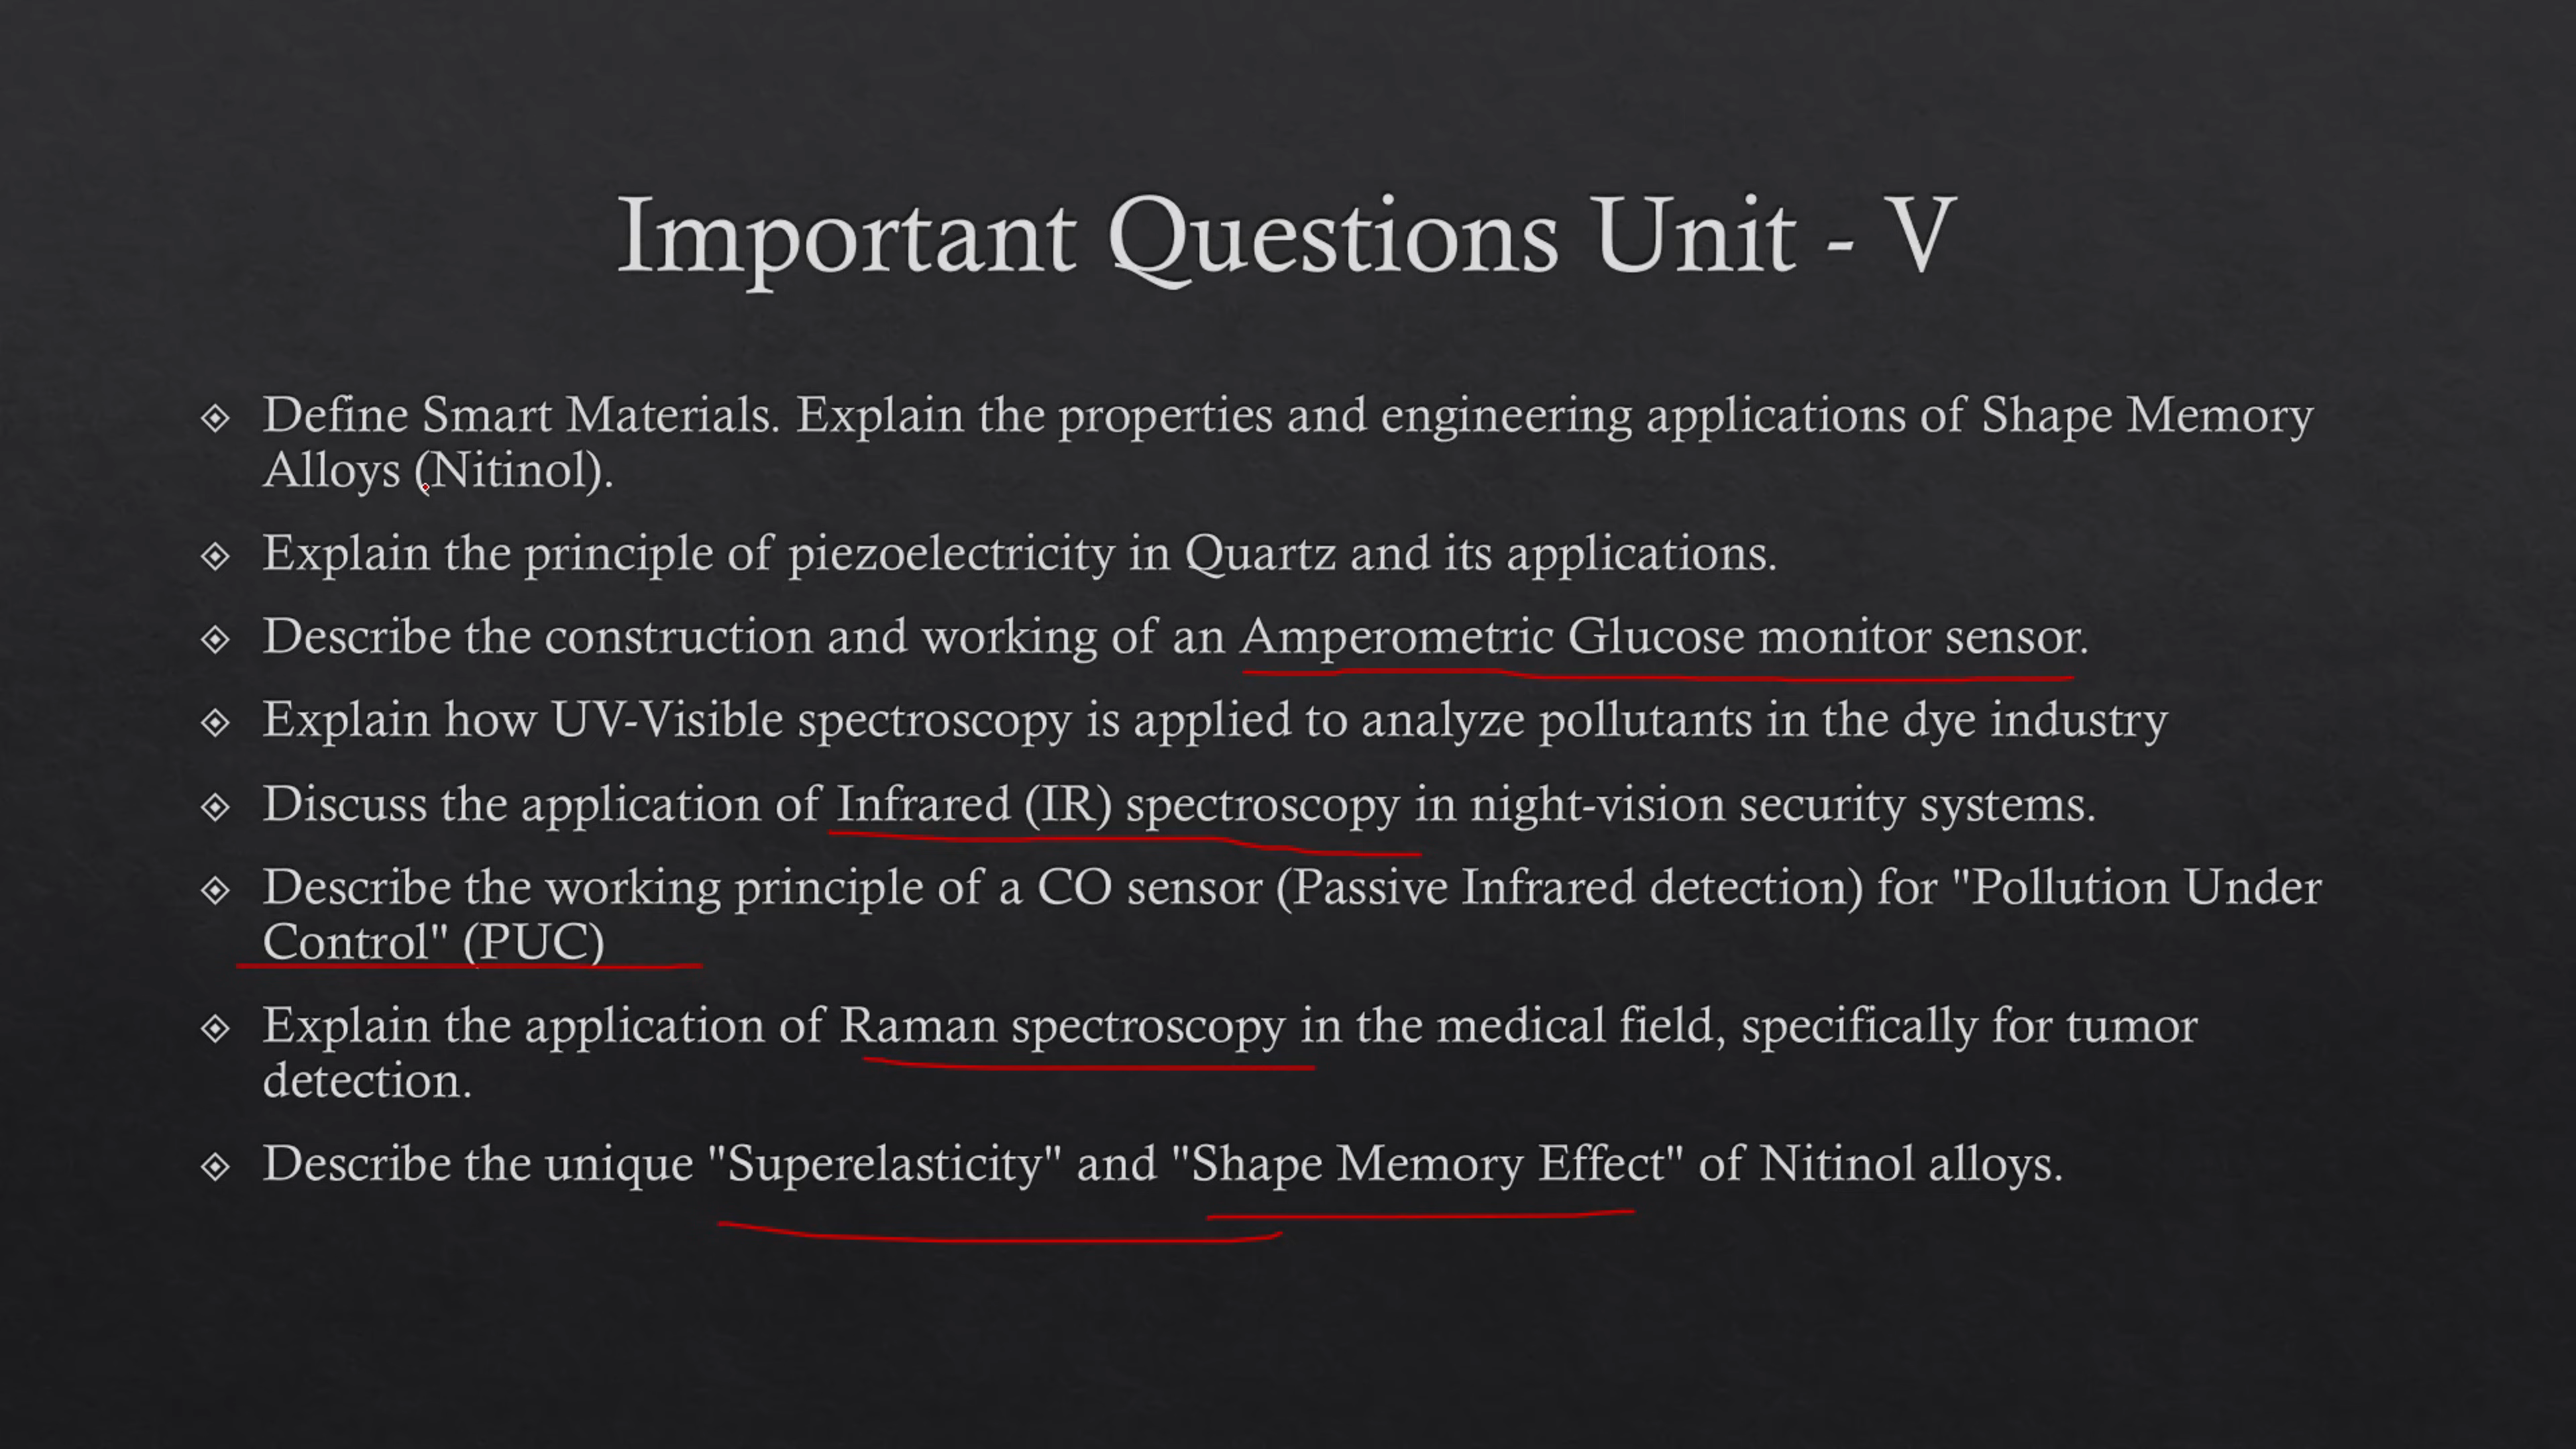 Important Questions Unit - V
Define Smart Materials. Explain the properties and engineering applications of Shape Memory
Alloys (Nitinol).
Explain the principle of piezoelectricity in Quartz and its applications.
Describe the construction and working of an Amperometric Glucose monitor sensor.
Explain how UV-Visible spectroscopy is applied to analyze pollutants in the dye industry
Discuss the application of Infrared (IR) spectroscopy in night-vision security systems.
Describe the working principle of a CO sensor (Passive Infrared detection) for "Pollution Under
Control" (PUC)
Explain the application of Raman spectroscopy in the medical field, specifically for tumor
detection.
Describe the unique "Superelasticity" and "Shape Memory Effect" of Nitinol alloys.